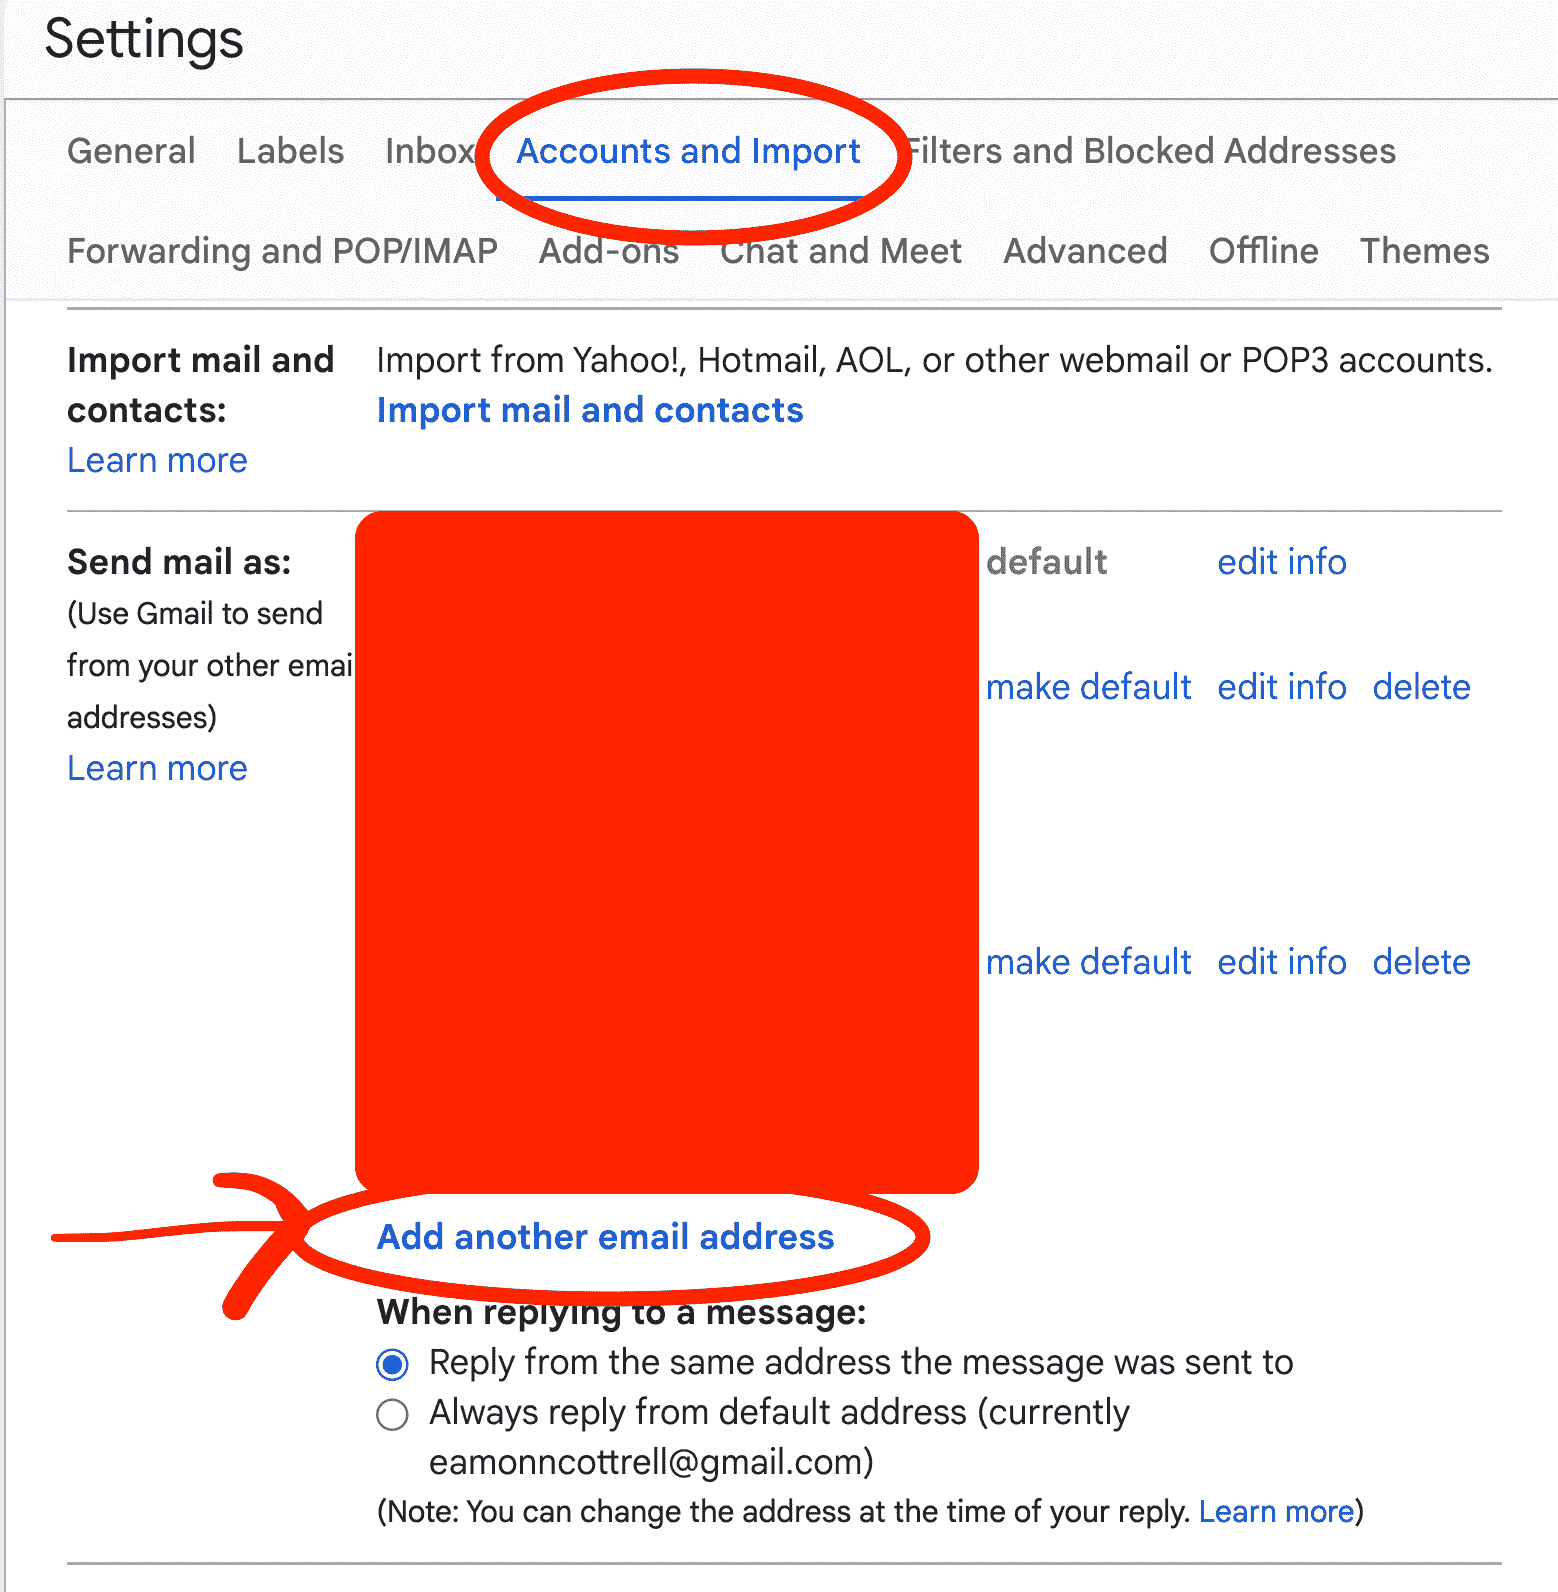 Settings
General Labels Inbox Accounts and Import Filters and Blocked Addresses
Forwarding and POP/IMAP Add-ons Chat and Meet Advanced Offline Themes
Import mail and contacts:
Learn more
Import from Yahoo!, Hotmail, AOL, or other webmail or POP3 accounts.
Import mail and contacts
Send mail as:
(Use Gmail to send
from your other emai
addresses)
Learn more
default edit info
make default edit info delete
make default edit info delete
Add another email address
When replying to a message:
Reply from the same address the message was sent to
Always reply from default address (currently
eamonncottrell@gmail.com)
(Note: You can change the address at the time of your reply. Learn more)